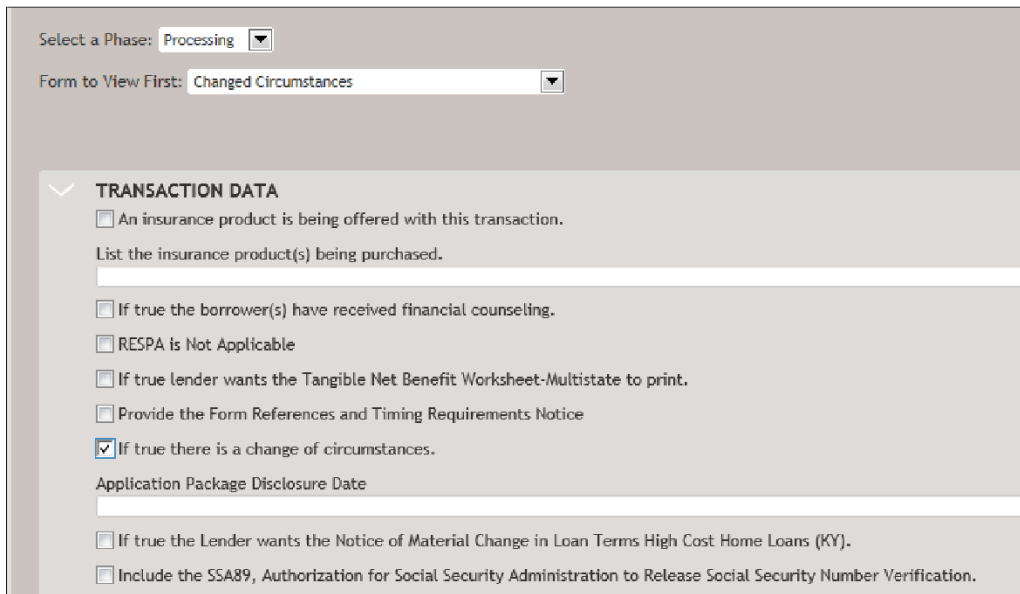 Select a Phase: Processing
Form to View First: Changed Circumstances
TRANSACTION DATA
An insurance product is being offered with this transaction.
List the insurance product(s) being purchased.
If true the borrower(s) have received financial counseling.
RESPA is Not Applicable
If true lender wants the Tangible Net Benefit Worksheet-Multistate to print.
Provide the Form References and Timing Requirements Notice
If true there is a change of circumstances.
Application Package Disclosure Date
If true the Lender wants the Notice of Material Change in Loan Terms High Cost Home Loans (KY).
Include the SSA89, Authorization for Social Security Administration to Release Social Security Number Verification.